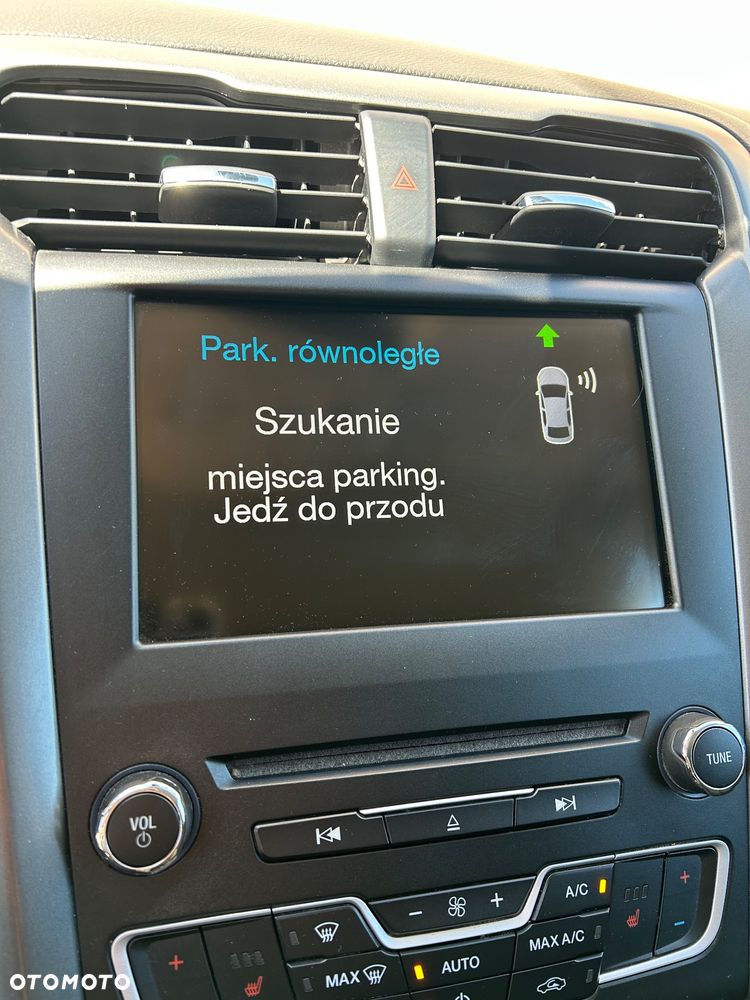 Park. równoległe
Szukanie
miejsca parking.
Jedź do przodu
TUNE
VOL
A/C
MAX A/C
AUTO
MAX
OTOMOTO